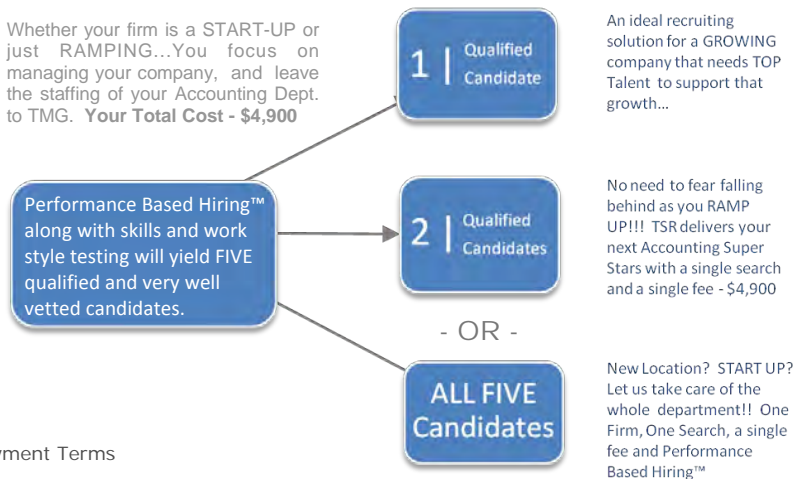 Whether your firm is a START-UP or
just RAMPING...You focus on
managing your company, and leave
the staffing of your Accounting Dept.
to TMG. Your Total Cost - $4,900
1 | Qualified
Candidate
An ideal recruiting
solution for a GROWING
company that needs TOP
Talent to support that
growth...
Performance Based Hiring™
along with skills and work
style testing will yield FIVE
qualified and very well
vetted candidates.
2 | Qualified
Candidates
No need to fear falling
behind as you RAMP
UP!!! TSR delivers your
next Accounting Super
Stars with a single search
and a single fee - $4,900
- OR -
ALL FIVE
Candidates
New Location? START UP?
Let us take care of the
whole department!! One
Firm, One Search, a single
fee and Performance
Based Hiring™
Terms